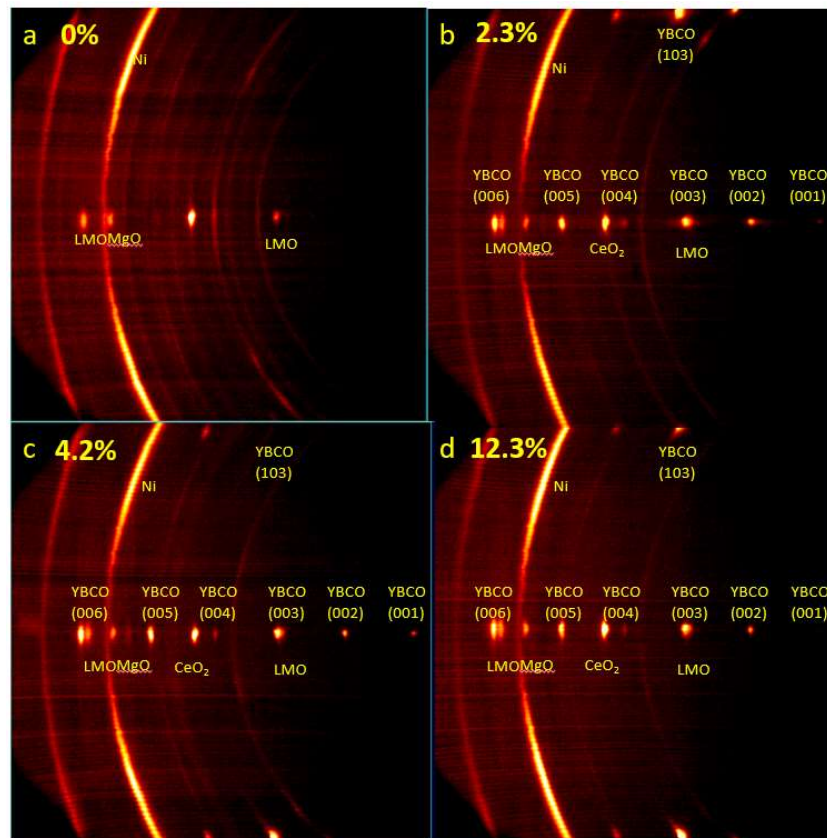 a 0%
Ni
LMO MgO
LMO
b 2.3%
YBCO
(103)
YBCO YBCO YBCO YBCO YBCO YBCO
(006) (005) (004) (003) (002) (001)
LMO MgO CeO₂ LMO
c 4.2%
YBCO
(103)
Ni
YBCO YBCO YBCO YBCO YBCO YBCO
(006) (005) (004) (003) (002) (001)
LMO MgO CeO₂ LMO
d 12.3%
YBCO
(103)
Ni
YBCO YBCO YBCO YBCO YBCO YBCO
(006) (005) (004) (003) (002) (001)
LMO MgO CeO₂ LMO